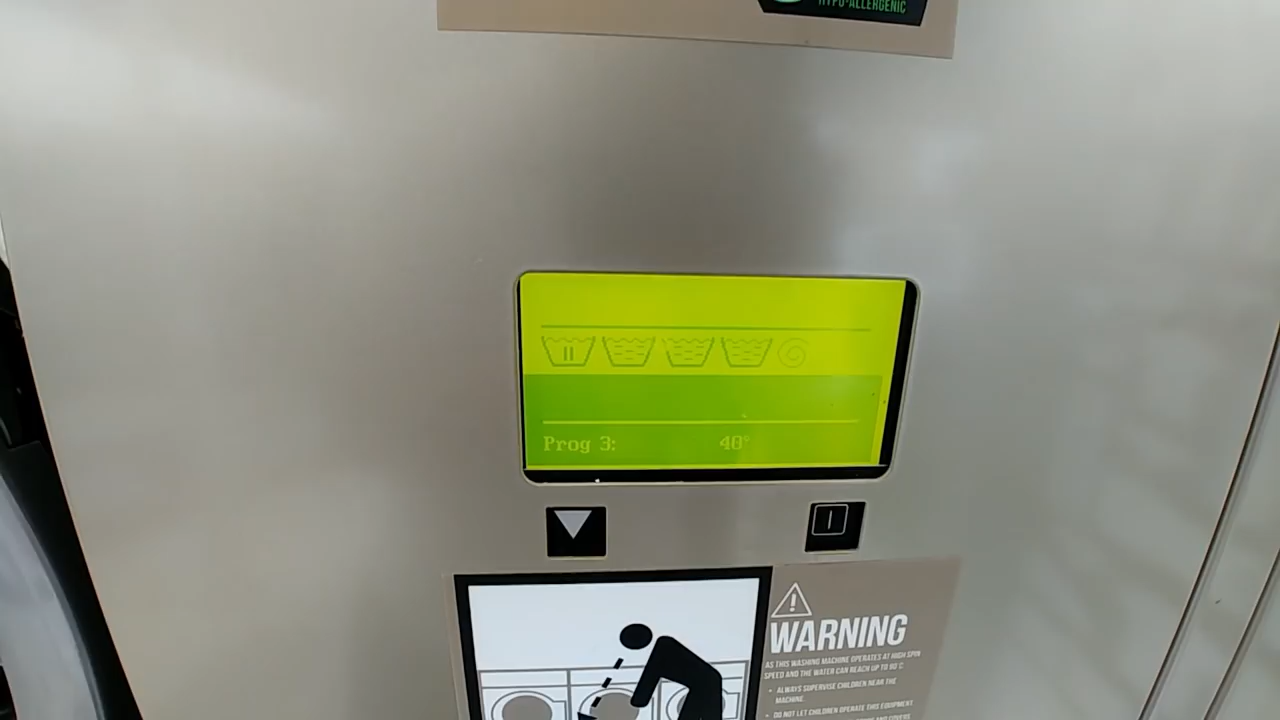 HYPO-ALLERGENIC
Prog 3: 40°
WARNING
AS THIS WASHING MACHINE OPERATES AT HIGH SPIN
SPEED AND THE WATER CAN REACH UP TO 90°C
• ALWAYS SUPERVISE CHILDREN NEAR THE
MACHINE
• DO NOT LET CHILDREN OPERATE THIS EQUIPMENT